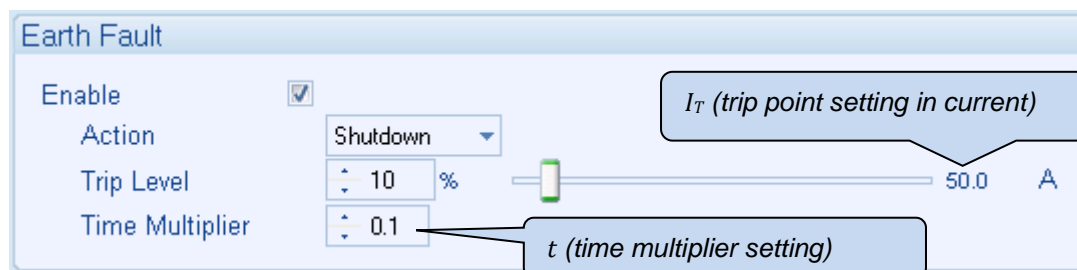 Earth Fault
Enable
I_T (trip point setting in current)
Action Shutdown
Trip Level 10 % 50.0 A
Time Multiplier 0.1
t (time multiplier setting)